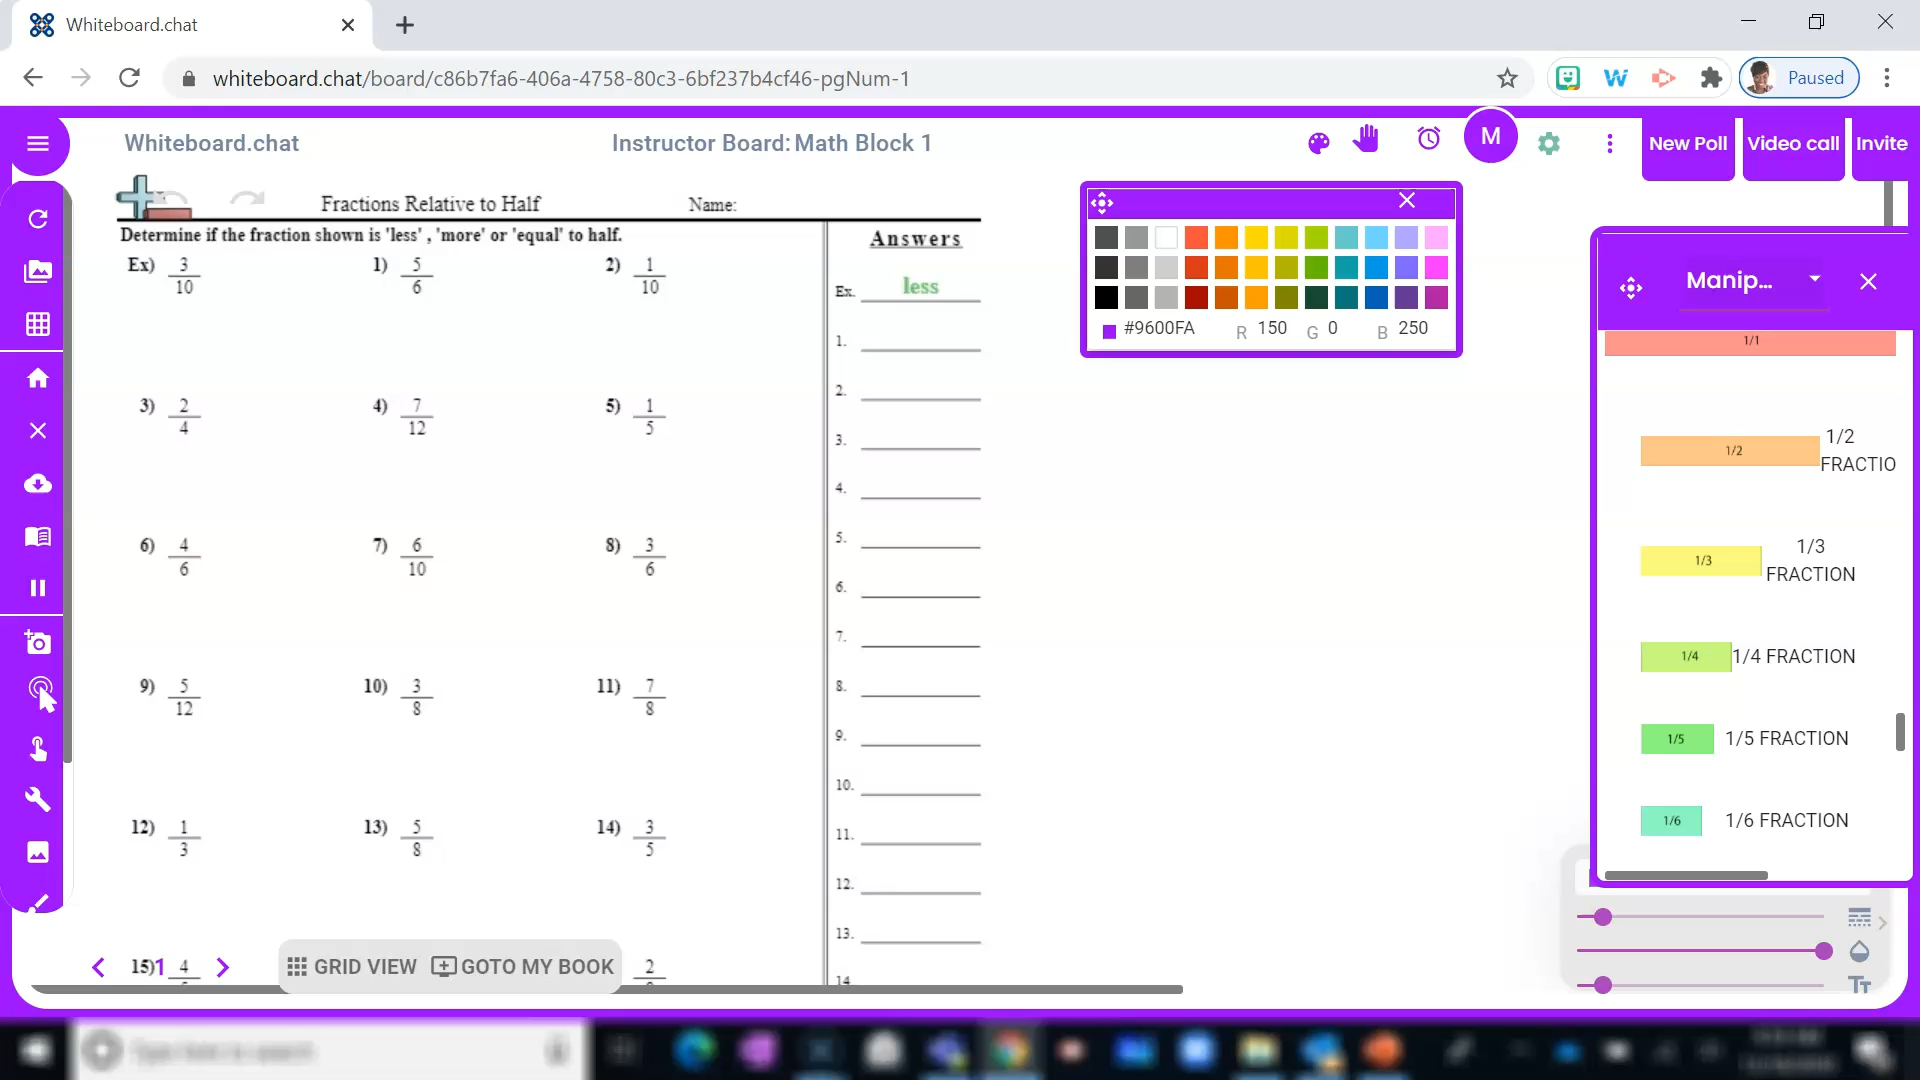 Whiteboard.chat
whiteboard.chat/board/c86b7fa6-406a-4758-80c3-6bf237b4cf46-pgNum-1
W
Paused
Whiteboard.chat
Instructor Board: Math Block 1
M
New Poll
Video call
Invite
Fractions Relative to Half
Name:
Determine if the fraction shown is 'less' , 'more' or 'equal' to half.
Ex) 3/10
1) 5/6
2) 1/10
3) 2/4
4) 7/12
5) 1/5
6) 4/6
7) 6/10
8) 3/6
9) 5/12
10) 3/8
11) 7/8
12) 1/3
13) 5/8
14) 3/5
15) 4
2
Answers
Ex. less
1.
2.
3.
4.
5.
6.
7.
8.
9.
10.
11.
12.
13.
14
#9600FA R 150 G 0 B 250
Manip...
1/1
1/2 1/2
FRACTIO
1/3 1/3
FRACTION
1/4 1/4 FRACTION
1/5 1/5 FRACTION
1/6 1/6 FRACTION
1
GRID VIEW
GOTO MY BOOK
Tт
Type here to search